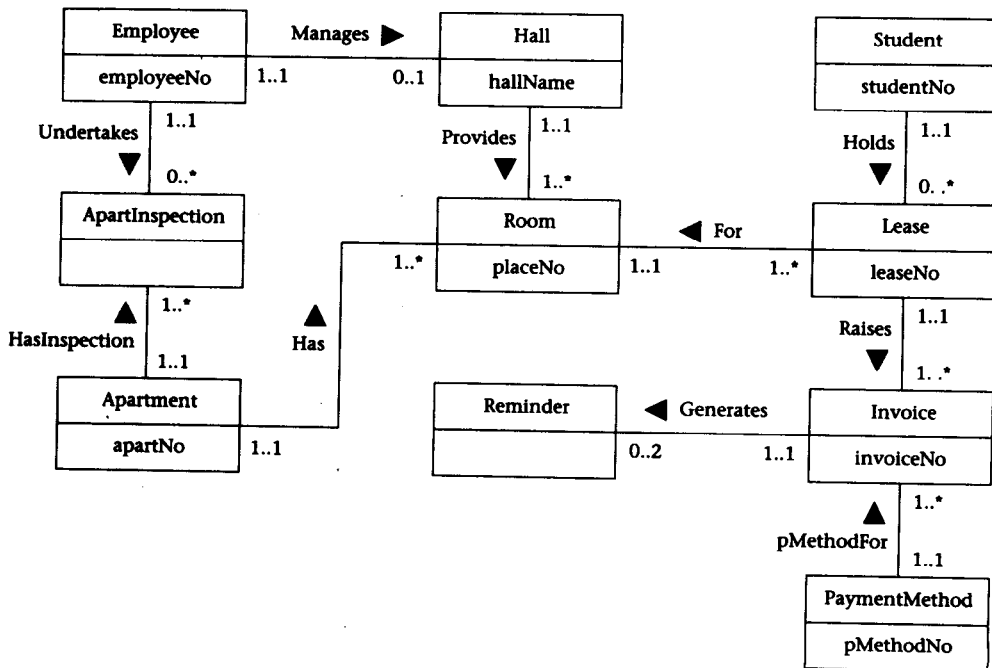 Employee
Manages ▶
Hall
Student
employeeNo
1..1
0..1
hallName
studentNo
1..1
Undertakes
▼
0..*
1..1
Provides
▼
1..*
1..1
Holds
▼
0. .*
ApartInspection
Room
◀ For
Lease
1..*
placeNo
1..1
1..*
leaseNo
1..*
▲
HasInspection
1..1
▲
Has
1..1
Raises
▼
1. .*
Apartment
Reminder
◀ Generates
Invoice
apartNo
1..1
0..2
1..1
invoiceNo
1..*
▲
pMethodFor
1..1
PaymentMethod
pMethodNo